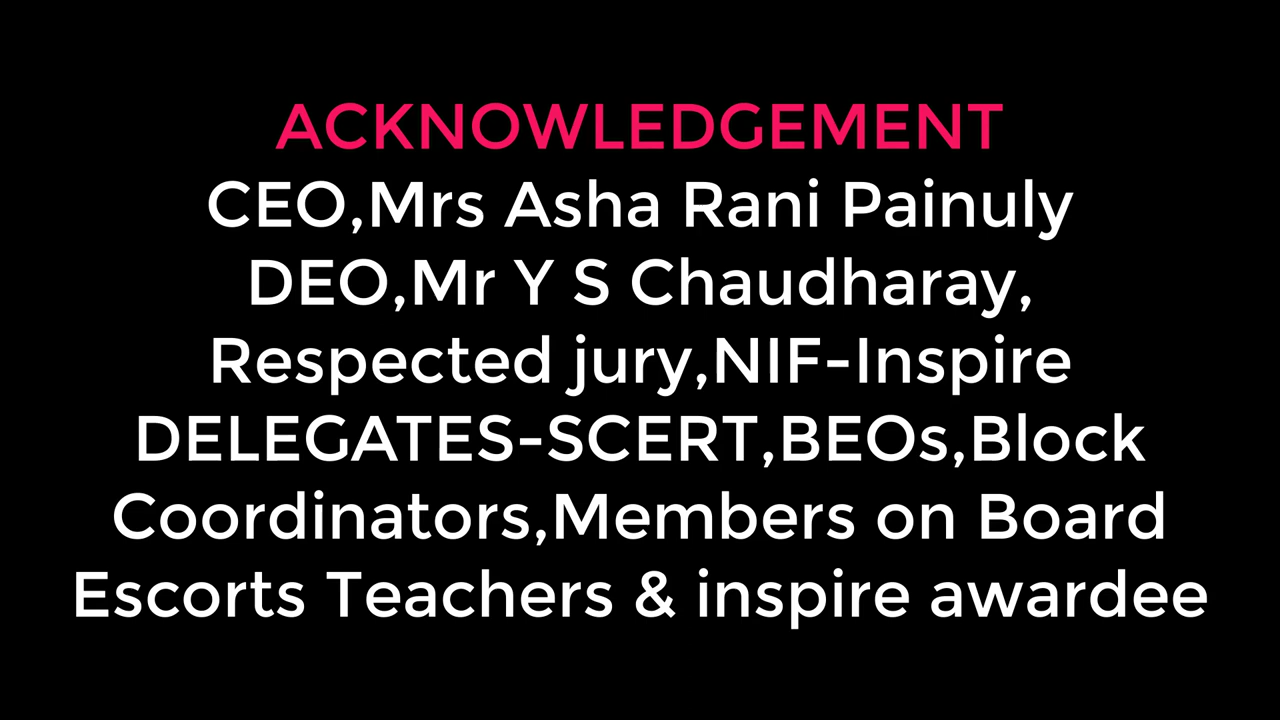 ACKNOWLEDGEMENT
CEO,Mrs Asha Rani Painuly
DEO,Mr Y S Chaudharay,
Respected jury,NIF-Inspire
DELEGATES-SCERT,BEOs,Block
Coordinators,Members on Board
Escorts Teachers & inspire awardee